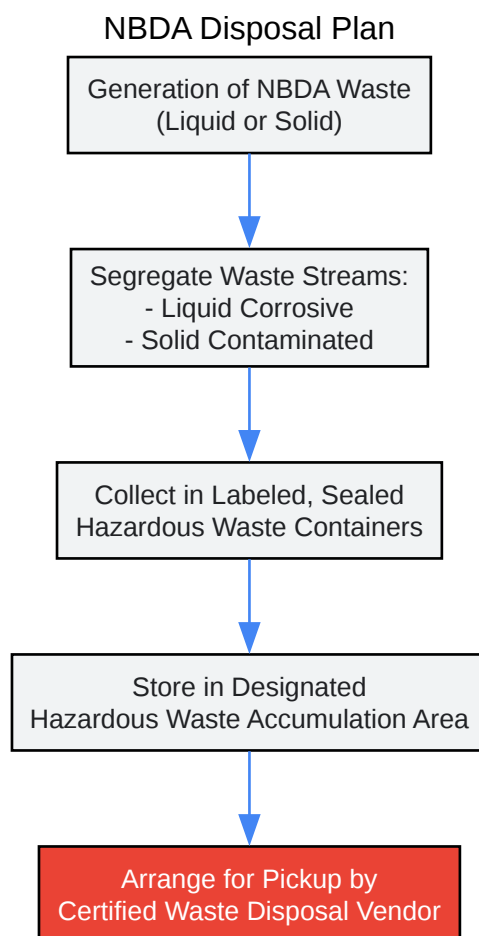 NBDA Disposal Plan
Generation of NBDA Waste
(Liquid or Solid)
Segregate Waste Streams:
- Liquid Corrosive
- Solid Contaminated
Collect in Labeled, Sealed
Hazardous Waste Containers
Store in Designated
Hazardous Waste Accumulation Area
Arrange for Pickup by
Certified Waste Disposal Vendor